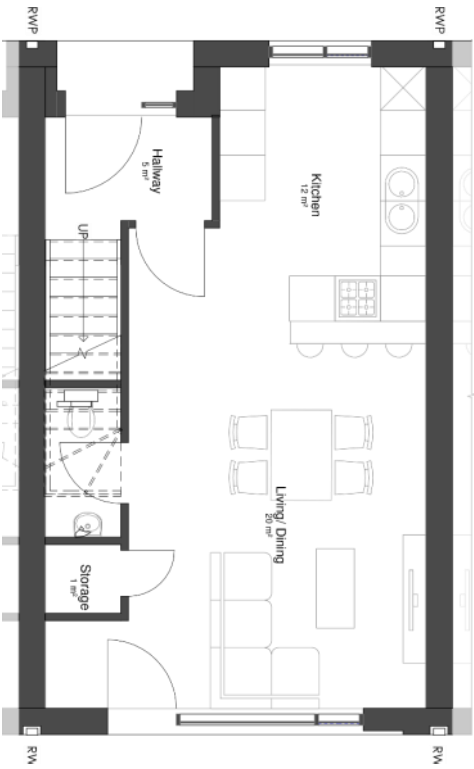 RWP
RWP
Hallway
5 m²
Kitchen
12 m²
UP
Living/ Dining
20 m²
Storage
1 m²
RW
RW